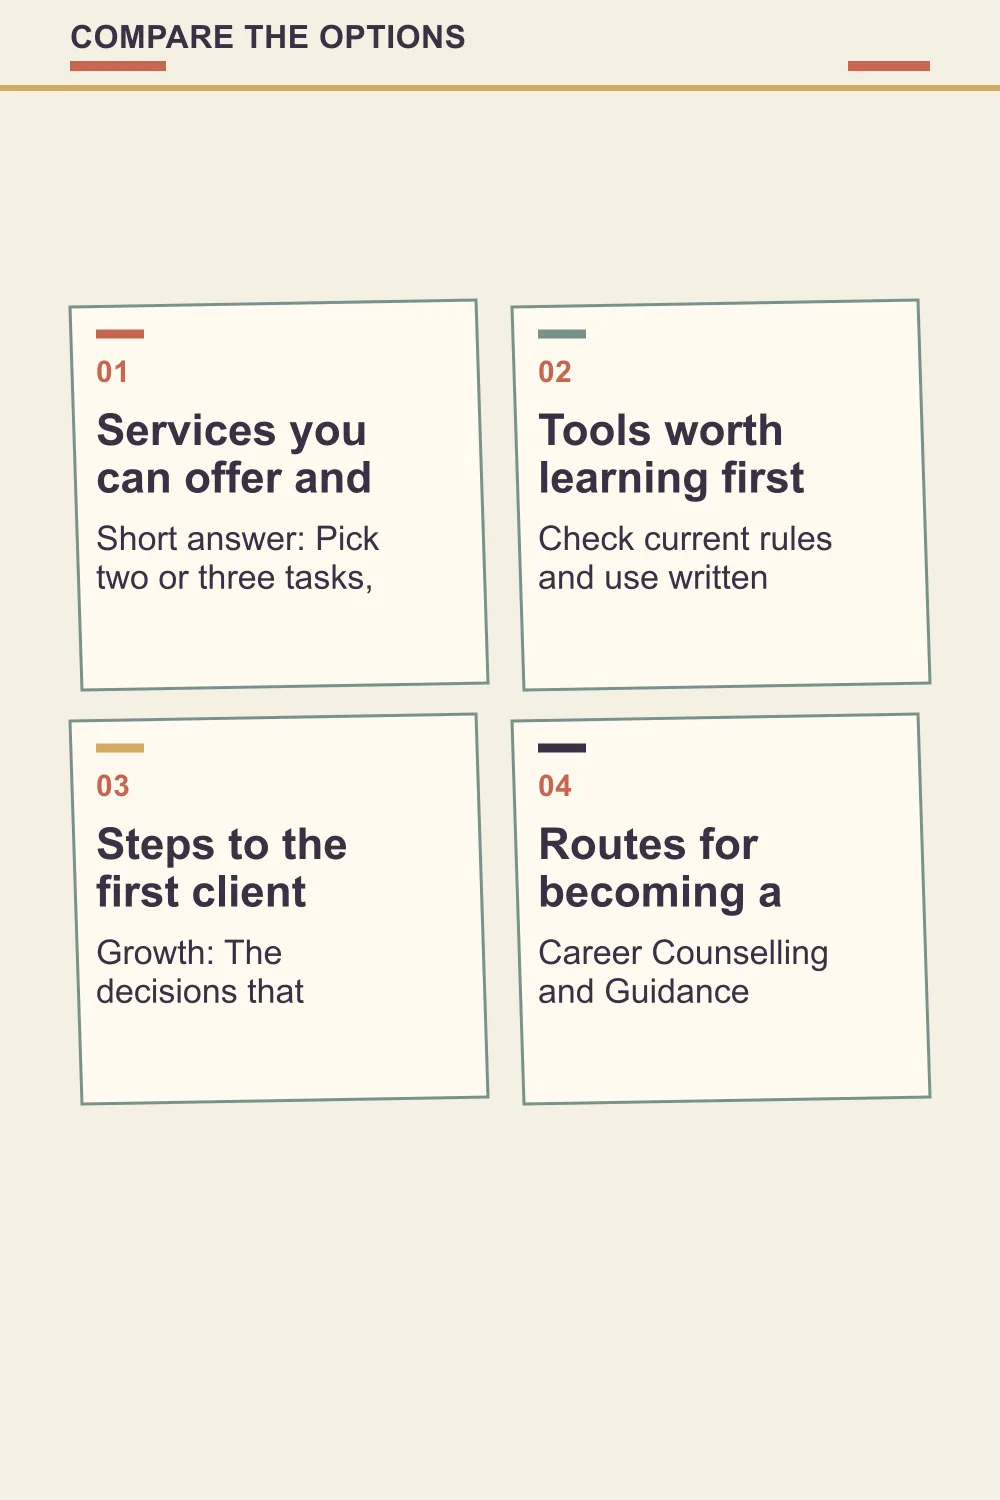 COMPARE THE OPTIONS
01
Services you
can offer and
Short answer: Pick
two or three tasks,
02
Tools worth
learning first
Check current rules
and use written
03
Steps to the
first client
Growth: The
decisions that
04
Routes for
becoming a
Career Counselling
and Guidance